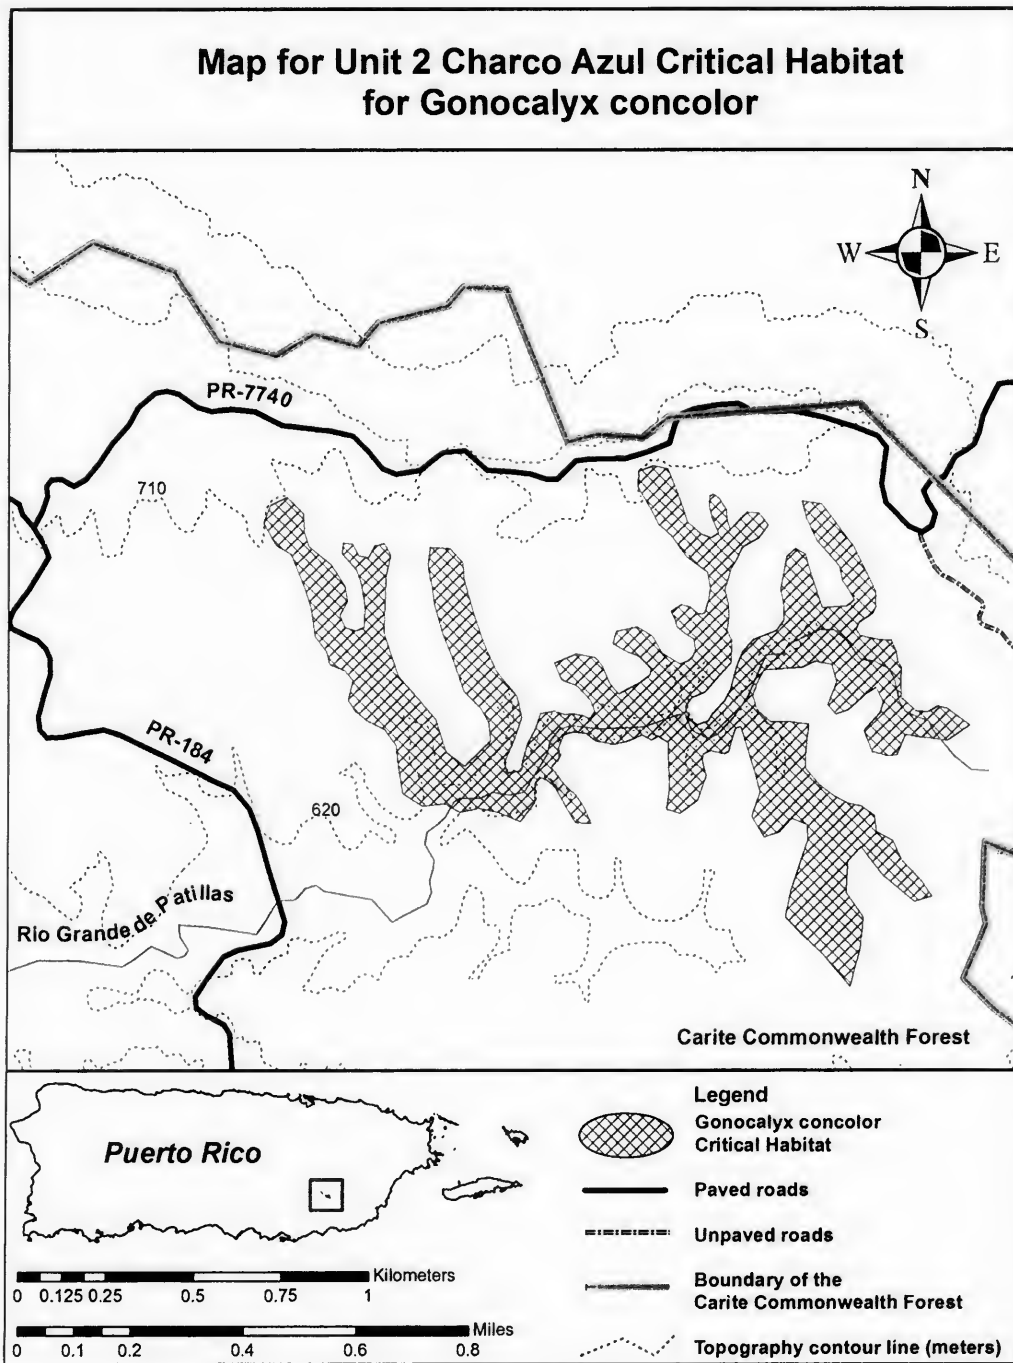 Map for Unit 2 Charco Azul Critical Habitat
for Gonocalyx concolor
N
W
E
S
PR-7740
710
PR-184
620
Rio Grande de Patillas
Carite Commonwealth Forest
Puerto Rico
Kilometers
0 0.125 0.25 0.5 0.75 1
Miles
0 0.1 0.2 0.4 0.6 0.8
Legend
Gonocalyx concolor
Critical Habitat
Paved roads
Unpaved roads
Boundary of the
Carite Commonwealth Forest
Topography contour line (meters)